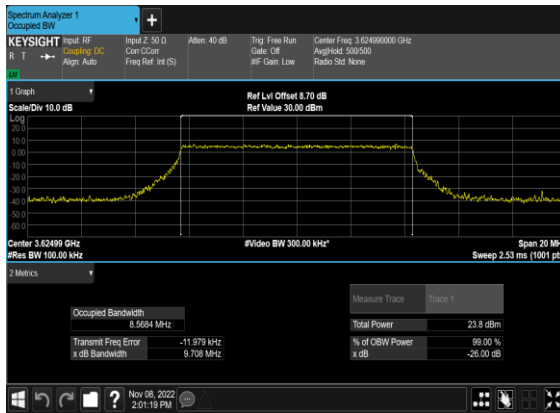 Spectrum Analyzer 1
Occupied BW
KEYSIGHT
R T
LV
Input: RF
Coupling: DC
Align: Auto
Input Z: 50 Ω
Corr CCorr
Freq Ref: Int (S)
Atten: 40 dB
Trig: Free Run
Gate: Off
#IF Gain: Low
Center Freq: 3.624990000 GHz
Avg|Hold: 500/500
Radio Std: None
1 Graph
Scale/Div 10.0 dB
Ref Lvl Offset 8.70 dB
Ref Value 30.00 dBm
Log
20.0
10.0
0.00
-10.0
-20.0
-30.0
-40.0
-50.0
-60.0
Center 3.62499 GHz
#Res BW 100.00 kHz
#Video BW 300.00 kHz*
Span 20 MH
Sweep 2.53 ms (1001 pt
2 Metrics
Measure Trace
Trace 1
Occupied Bandwidth
8.5684 MHz
Total Power
23.8 dBm
Transmit Freq Error
-11.979 kHz
% of OBW Power
99.00 %
x dB Bandwidth
9.708 MHz
x dB
-26.00 dB
?
Nov 08, 2022
2:01:19 PM